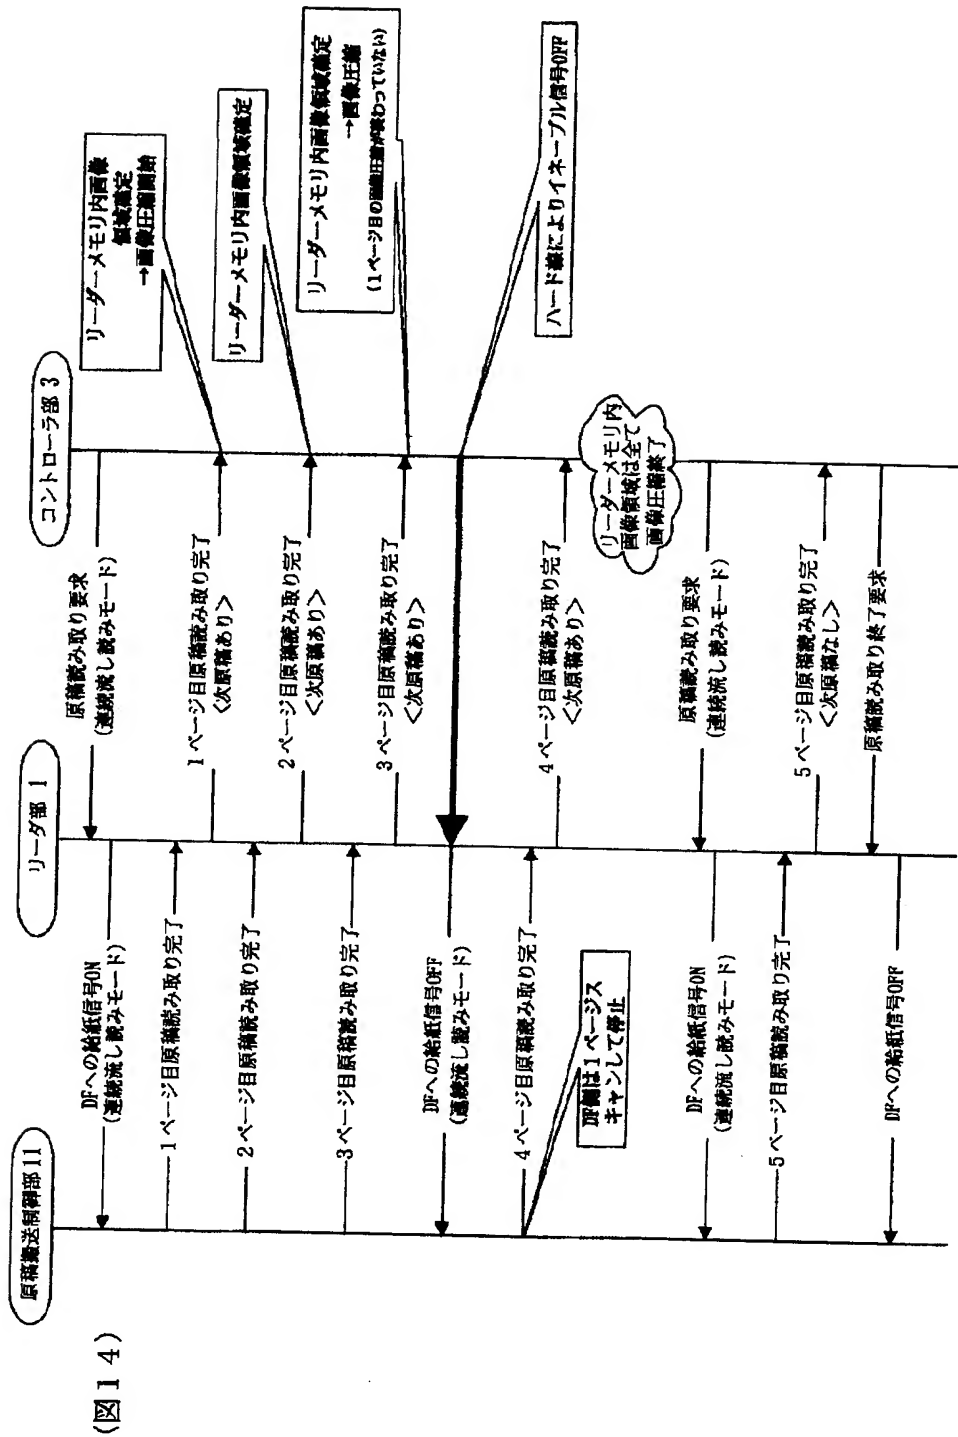 (図14)
原稿搬送制御部11
リーダ部 1
コントローラ部 3
原稿読み取り要求
(連続流し読みモード)
DFへの給紙信号ON
(連続流し読みモード)
1ページ目原稿読み取り完了
1ページ目原稿読み取り完了
<次原稿あり>
リーダーメモリ内画像
領域確定
→画像圧縮開始
2ページ目原稿読み取り完了
2ページ目原稿読み取り完了
<次原稿あり>
リーダーメモリ内画像領域確定
3ページ目原稿読み取り完了
3ページ目原稿読み取り完了
<次原稿あり>
リーダーメモリ内画像領域確定
→画像圧縮
(1ページ目の画像圧縮が終わっていない)
ハード線によりイネーブル信号OFF
DFへの給紙信号OFF
(連続流し読みモード)
4ページ目原稿読み取り完了
4ページ目原稿読み取り完了
<次原稿あり>
DF側は1ページス
キャンして停止
リーダーメモリ内
画像領域は全て
画像圧縮終了
原稿読み取り要求
(連続流し読みモード)
DFへの給紙信号ON
(連続流し読みモード)
5ページ目原稿読み取り完了
5ページ目原稿読み取り完了
<次原稿なし>
原稿読み取り終了要求
DFへの給紙信号OFF